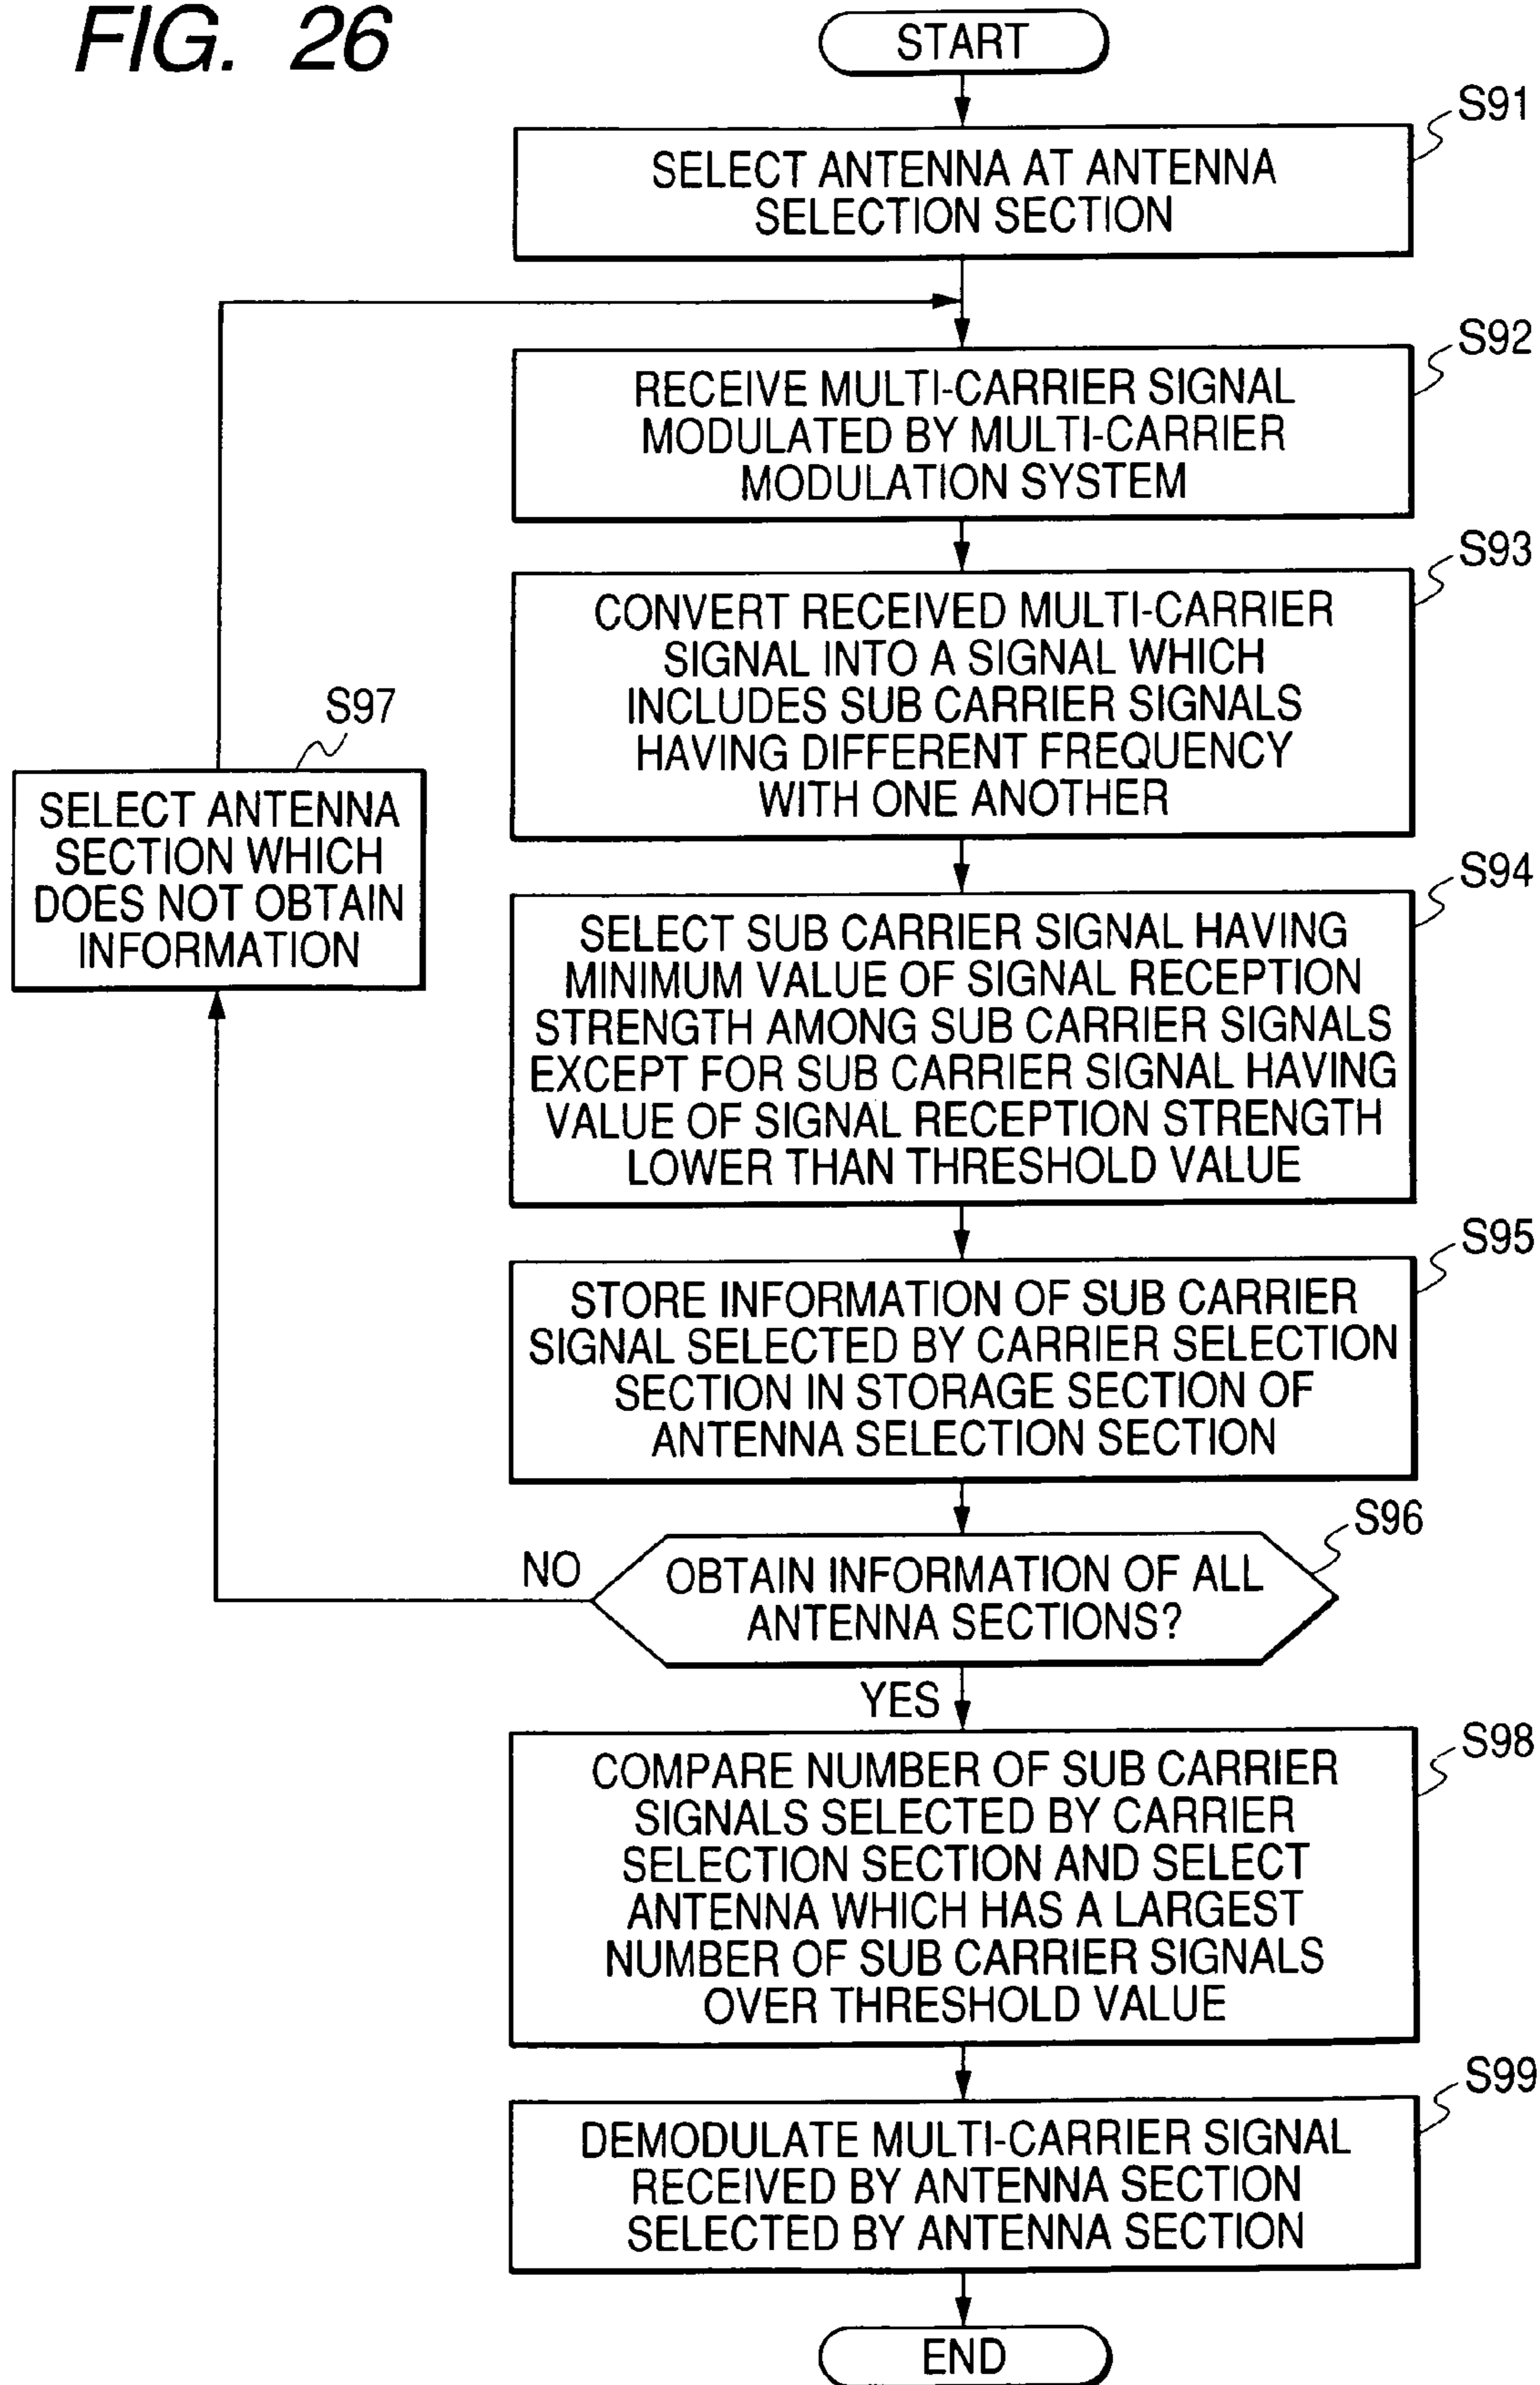 FIG. 26
START
S91
SELECT ANTENNA AT ANTENNA
SELECTION SECTION
S92
RECEIVE MULTI-CARRIER SIGNAL
MODULATED BY MULTI-CARRIER
MODULATION SYSTEM
S93
CONVERT RECEIVED MULTI-CARRIER
SIGNAL INTO A SIGNAL WHICH
INCLUDES SUB CARRIER SIGNALS
HAVING DIFFERENT FREQUENCY
WITH ONE ANOTHER
S97
SELECT ANTENNA
SECTION WHICH
DOES NOT OBTAIN
INFORMATION
S94
SELECT SUB CARRIER SIGNAL HAVING
MINIMUM VALUE OF SIGNAL RECEPTION
STRENGTH AMONG SUB CARRIER SIGNALS
EXCEPT FOR SUB CARRIER SIGNAL HAVING
VALUE OF SIGNAL RECEPTION STRENGTH
LOWER THAN THRESHOLD VALUE
S95
STORE INFORMATION OF SUB CARRIER
SIGNAL SELECTED BY CARRIER SELECTION
SECTION IN STORAGE SECTION OF
ANTENNA SELECTION SECTION
S96
NO
OBTAIN INFORMATION OF ALL
ANTENNA SECTIONS?
YES
S98
COMPARE NUMBER OF SUB CARRIER
SIGNALS SELECTED BY CARRIER
SELECTION SECTION AND SELECT
ANTENNA WHICH HAS A LARGEST
NUMBER OF SUB CARRIER SIGNALS
OVER THRESHOLD VALUE
S99
DEMODULATE MULTI-CARRIER SIGNAL
RECEIVED BY ANTENNA SECTION
SELECTED BY ANTENNA SECTION
END